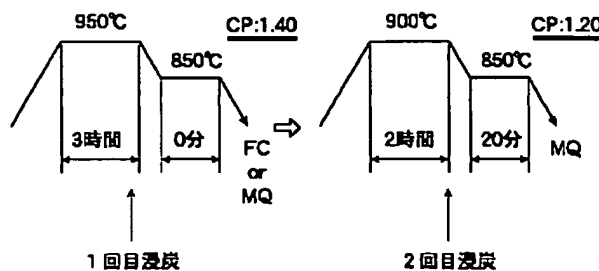 950℃
CP:1.40
850℃
3時間
0分
FC
or
MQ
1回目浸炭
900℃
CP:1.20
850℃
2時間
20分
MQ
2回目浸炭